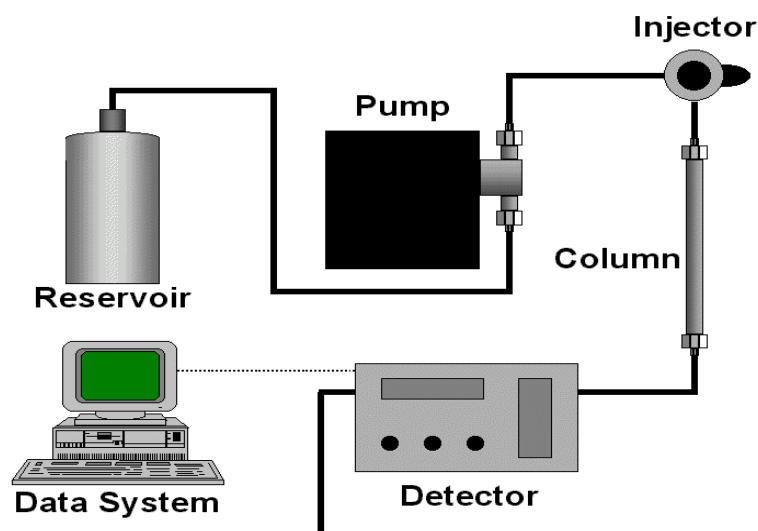 Injector
Pump
Column
Reservoir
Data System
Detector